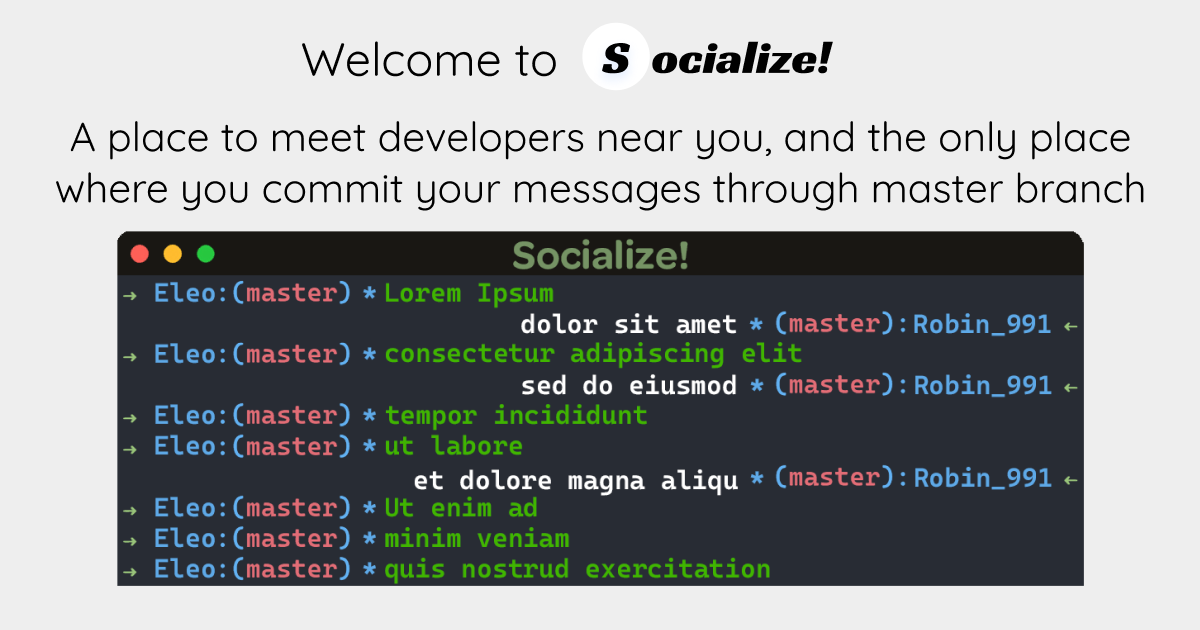 Welcome to Socialize!
A place to meet developers near you, and the only place
where you commit your messages through master branch
Socialize!
→ Eleo:(master) * Lorem Ipsum
dolor sit amet * (master):Robin_991 ←
→ Eleo:(master) * consectetur adipiscing elit
sed do eiusmod * (master):Robin_991 ←
→ Eleo:(master) * tempor incididunt
→ Eleo:(master) * ut labore
et dolore magna aliqu * (master):Robin_991 ←
→ Eleo:(master) * Ut enim ad
→ Eleo:(master) * minim veniam
→ Eleo:(master) * quis nostrud exercitation